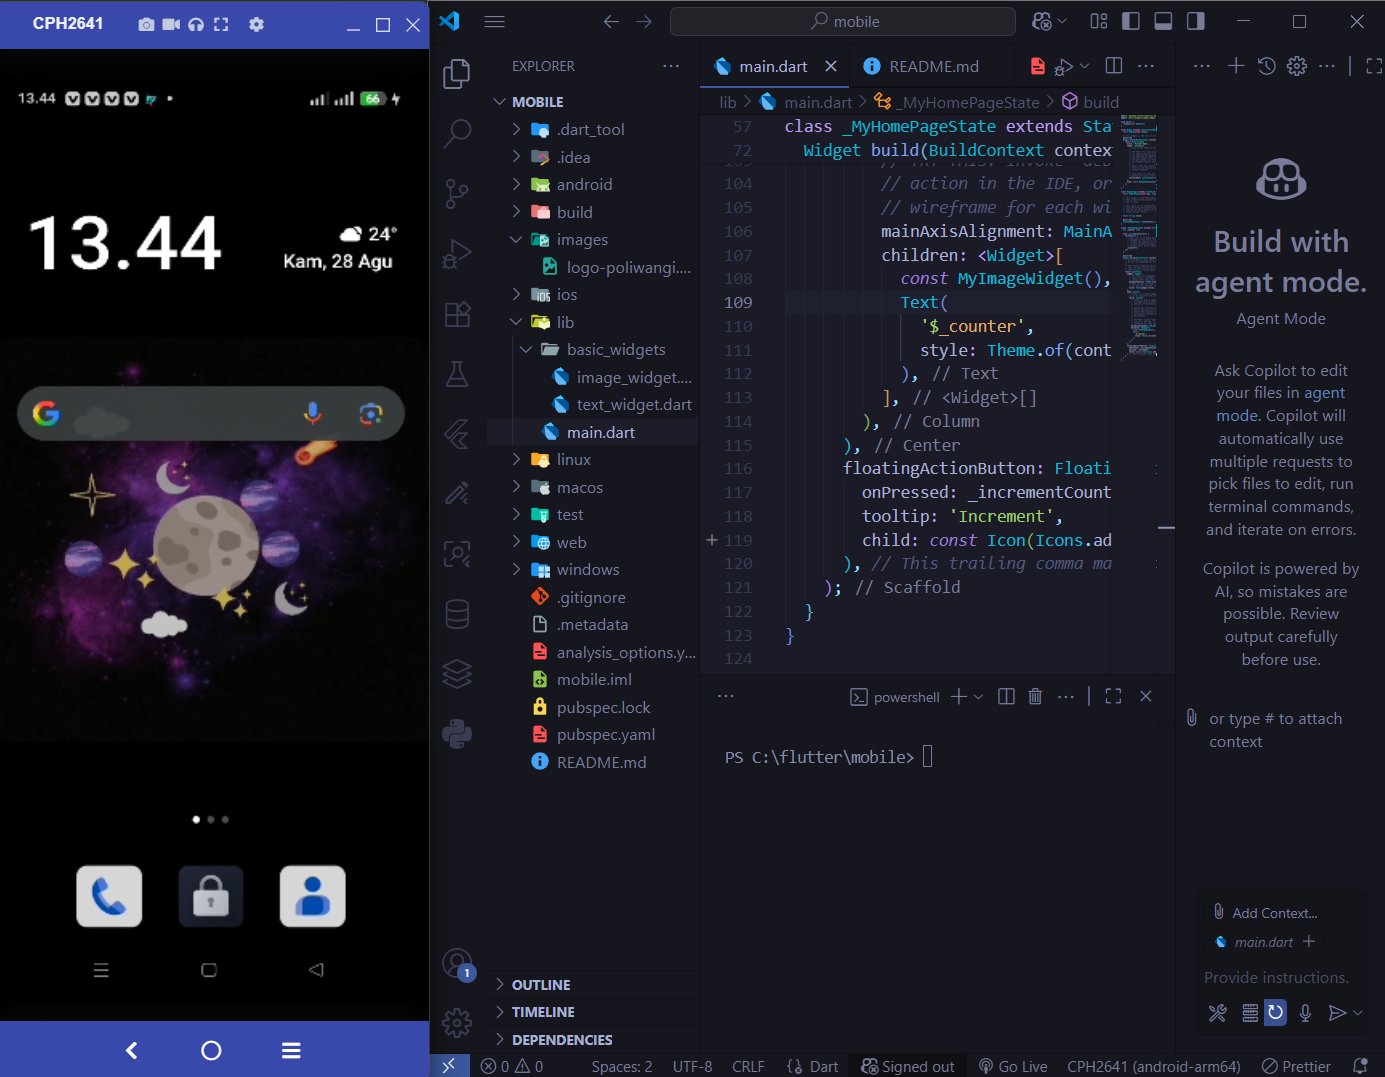 CPH2641
13.44
66
13.44
24°
Kam, 28 Agu
mobile
EXPLORER
MOBILE
.dart_tool
.idea
android
build
images
logo-poliwangi....
ios
lib
basic_widgets
image_widget....
text_widget.dart
main.dart
linux
macos
test
web
windows
.gitignore
.metadata
analysis_options.y...
mobile.iml
pubspec.lock
pubspec.yaml
README.md
OUTLINE
TIMELINE
DEPENDENCIES
1
main.dart
README.md
lib > main.dart > _MyHomePageState > build
57 class _MyHomePageState extends Sta
72 Widget build(BuildContext context
104 // action in the IDE, or
105 // wireframe for each wi
106 mainAxisAlignment: MainA
107 children: <Widget>[
108 const MyImageWidget(),
109 Text(
110 '$_counter',
111 style: Theme.of(cont
112 ), // Text
113 ], // <Widget>[]
114 ), // Column
115 ), // Center
116 floatingActionButton: Floati
117 onPressed: _incrementCount
118 tooltip: 'Increment',
119 child: const Icon(Icons.ad
120 ), // This trailing comma ma
121 ); // Scaffold
122 }
123 }
124
powershell
PS C:\flutter\mobile>
Build with
agent mode.
Agent Mode
Ask Copilot to edit
your files in agent
mode. Copilot will
automatically use
multiple requests to
pick files to edit, run
terminal commands,
and iterate on errors.
Copilot is powered by
AI, so mistakes are
possible. Review
output carefully
before use.
or type # to attach
context
Add Context...
main.dart
Provide instructions.
0 0 Spaces: 2 UTF-8 CRLF Dart Signed out Go Live CPH2641 (android-arm64) Prettier